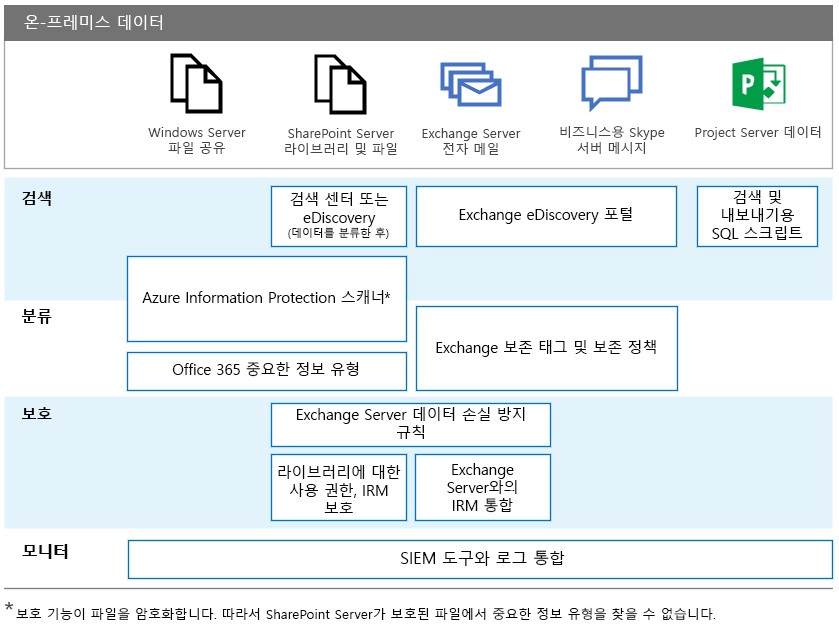 온-프레미스 데이터
Windows Server
파일 공유
SharePoint Server
라이브러리 및 파일
Exchange Server
전자 메일
비즈니스용 Skype
서버 메시지
P
Project Server 데이터
검색
검색 센터 또는
eDiscovery
(데이터를 분류한 후)
Exchange eDiscovery 포털
검색 및
내보내기용
SQL 스크립트
Azure Information Protection 스캐너*
분류
Exchange 보존 태그 및 보존 정책
Office 365 중요한 정보 유형
보호
Exchange Server 데이터 손실 방지
규칙
라이브러리에 대한
사용 권한, IRM
보호
Exchange
Server와의
IRM 통합
모니터
SIEM 도구와 로그 통합
* 보호 기능이 파일을 암호화합니다. 따라서 SharePoint Server가 보호된 파일에서 중요한 정보 유형을 찾을 수 없습니다.